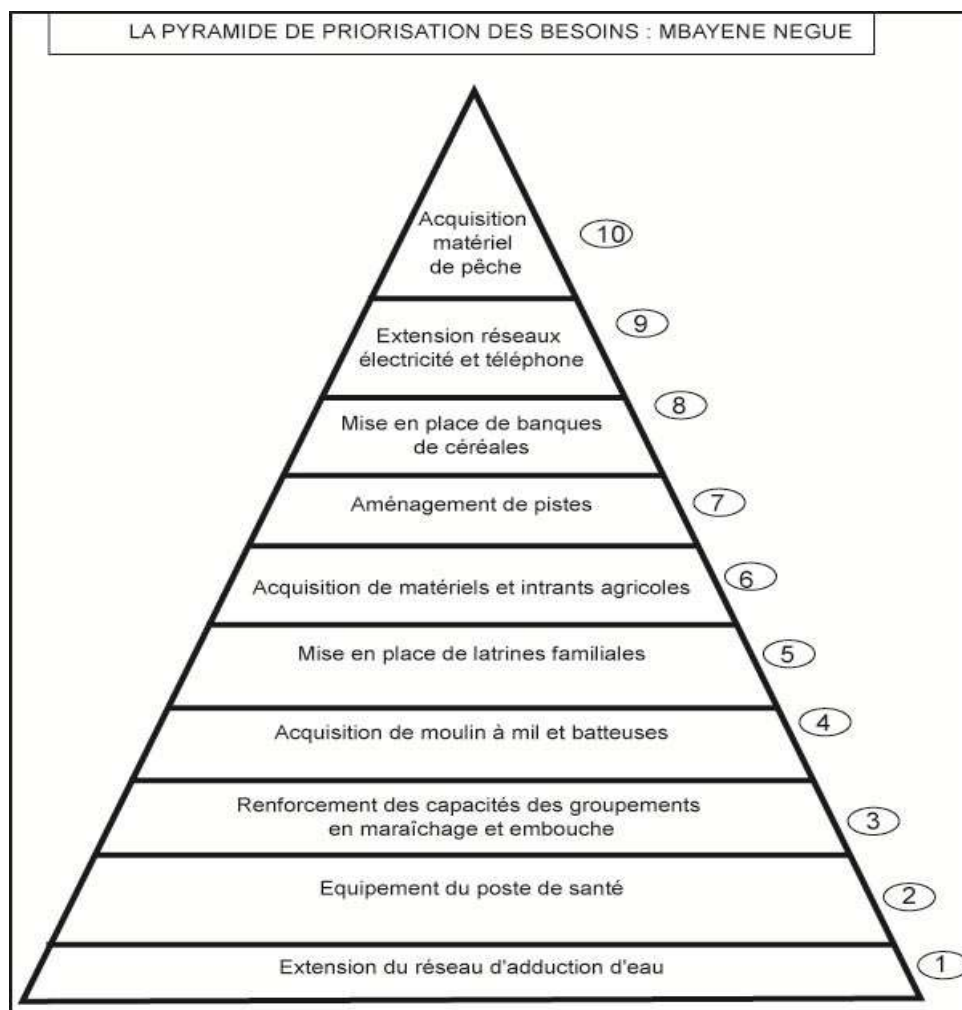 LA PYRAMIDE DE PRIORISATION DES BESOINS : MBAYENE NEGUE
Acquisition
matériel
de pêche
10
Extension réseaux
électricité et téléphone
9
Mise en place de banques
de céréales
8
Aménagement de pistes
7
Acquisition de matériels et intrants agricoles
6
Mise en place de latrines familiales
5
Acquisition de moulin à mil et batteuses
4
Renforcement des capacités des groupements
en maraîchage et embouche
3
Equipement du poste de santé
2
Extension du réseau d'adduction d'eau
1